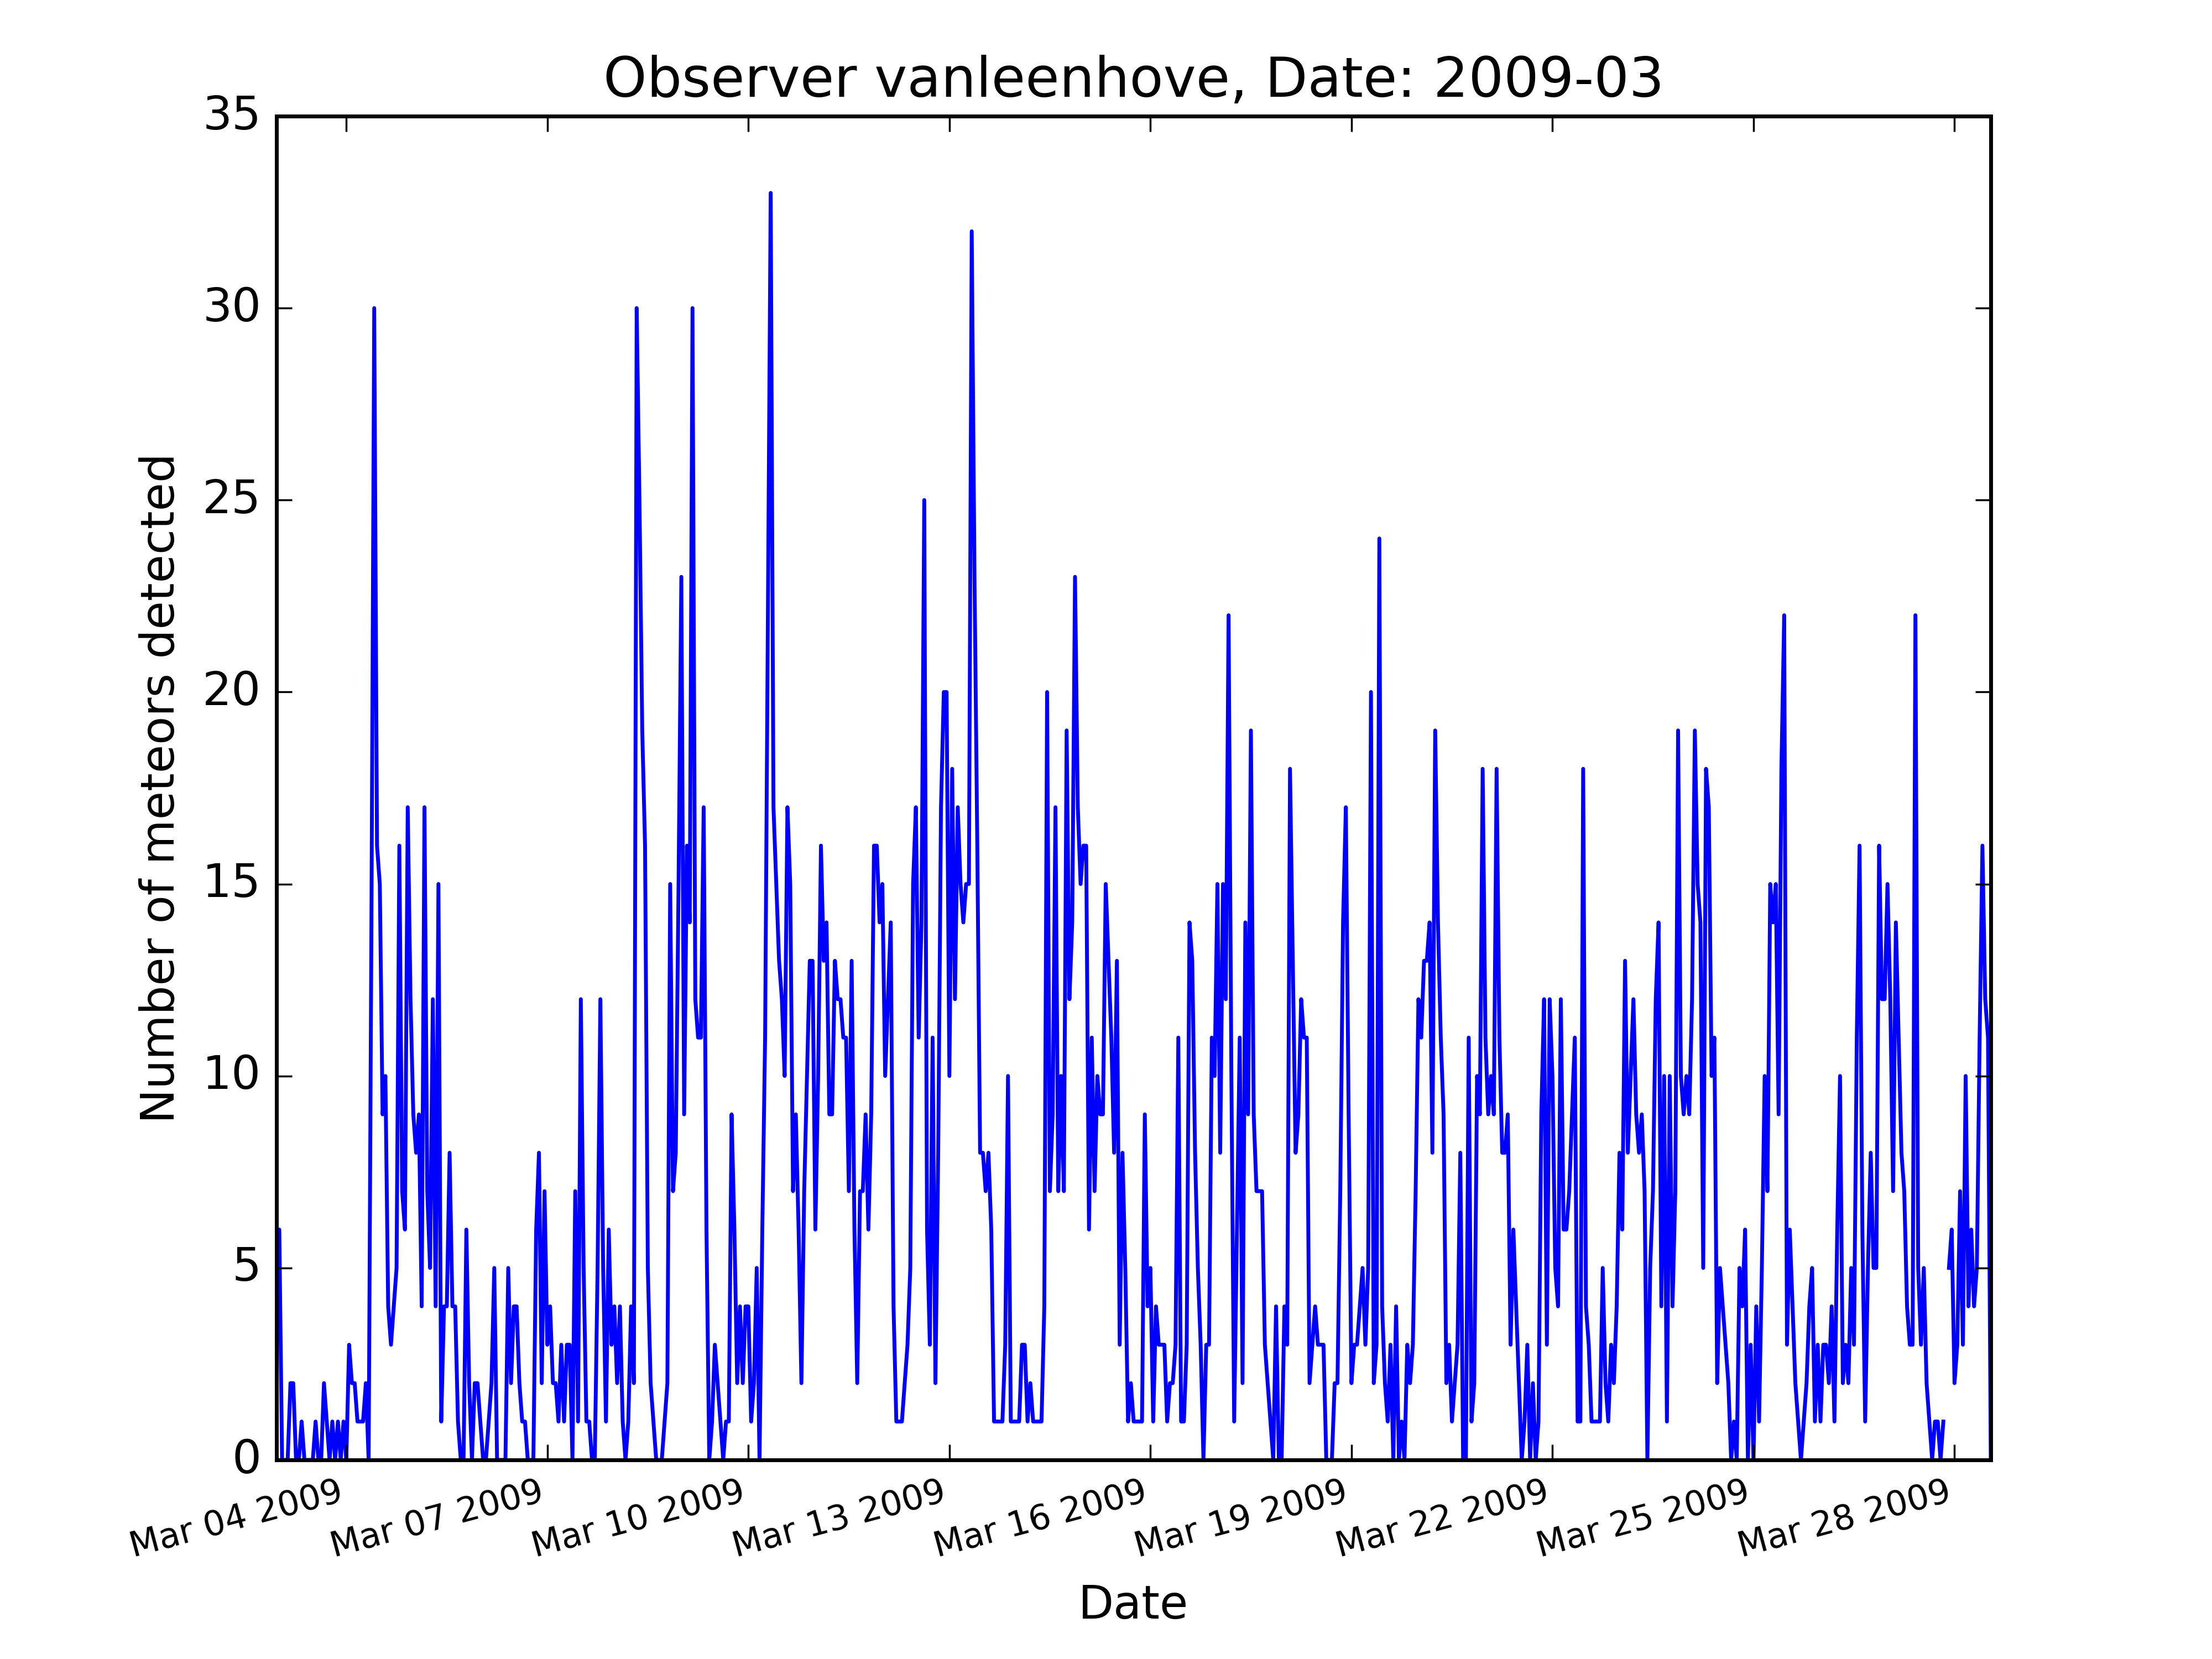 Observer vanleenhove, Date: 2009-03
35
30
25
20
15
10
5
0
Number of meteors detected
Mar 04 2009
Mar 07 2009
Mar 10 2009
Mar 13 2009
Mar 16 2009
Mar 19 2009
Mar 22 2009
Mar 25 2009
Mar 28 2009
Date